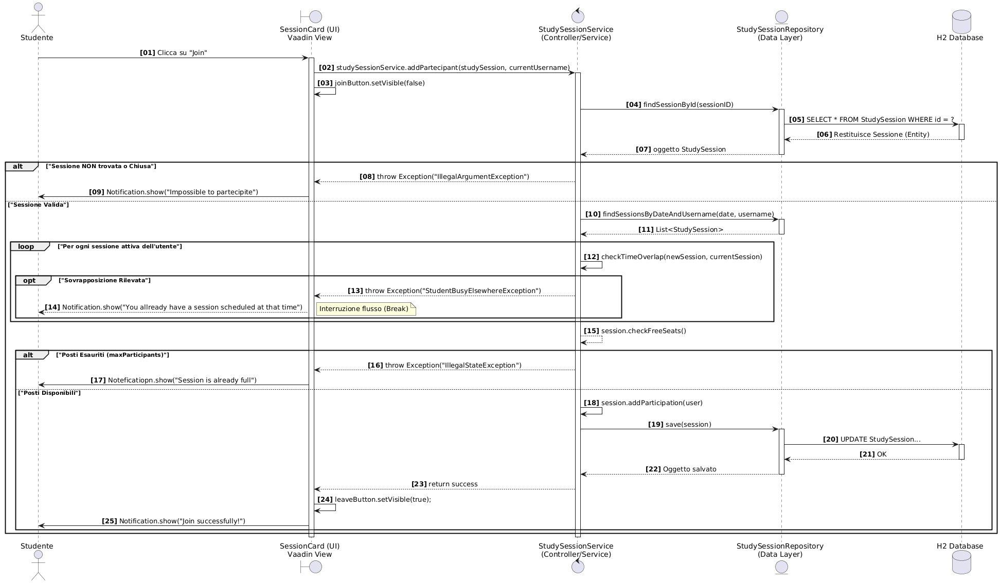 Studente
SessionCard (UI)
Vaadin View
StudySessionService
(Controller/Service)
StudySessionRepository
(Data Layer)
H2 Database
[01] Clicca su "Join"
[02] studySessionService.addPartecipant(studySession, currentUsername)
[03] joinButton.setVisible(false)
[04] findSessionById(sessionID)
[05] SELECT * FROM StudySession WHERE id = ?
[06] Restituisce Sessione (Entity)
[07] oggetto StudySession
alt ["Sessione NON trovata o Chiusa"]
[08] throw Exception("IllegalArgumentException")
[09] Notification.show("Impossible to partecipite")
["Sessione Valida"]
[10] findSessionsByDateAndUsername(date, username)
[11] List<StudySession>
loop ["Per ogni sessione attiva dell'utente"]
[12] checkTimeOverlap(newSession, currentSession)
opt ["Sovrapposizione Rilevata"]
[13] throw Exception("StudentBusyElsewhereException")
[14] Notification.show("You allready have a session scheduled at that time")
Interruzione flusso (Break)
[15] session.checkFreeSeats()
alt ["Posti Esauriti (maxParticipants)"]
[16] throw Exception("IllegalStateException")
[17] Noteficatiopn.show("Session is already full")
["Posti Disponibili"]
[18] session.addParticipation(user)
[19] save(session)
[20] UPDATE StudySession...
[21] OK
[22] Oggetto salvato
[23] return success
[24] leaveButton.setVisible(true);
[25] Notification.show("Join successfully!")
Studente
SessionCard (UI)
Vaadin View
StudySessionService
(Controller/Service)
StudySessionRepository
(Data Layer)
H2 Database